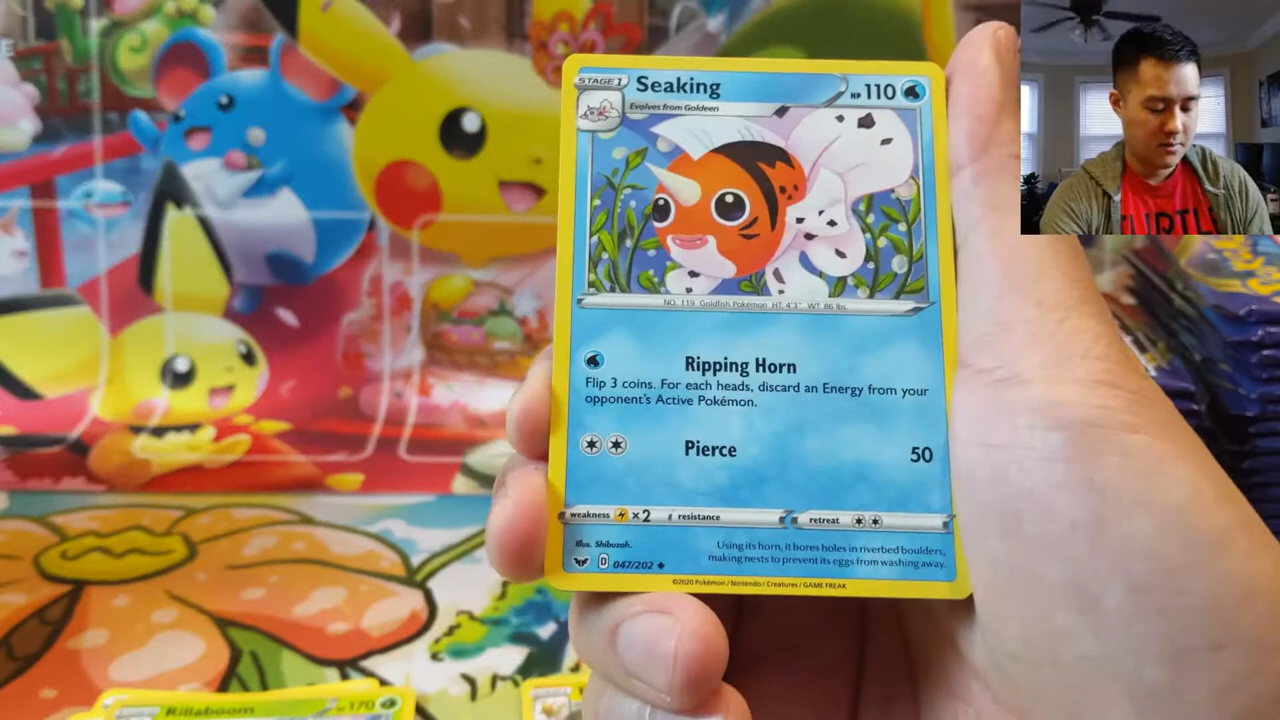 STAGE 1 Seaking HP 110
Evolves from Goldeen
NO. 119 Goldfish Pokémon HT: 4'3" WT: 86 lbs.
Ripping Horn
Flip 3 coins. For each heads, discard an Energy from your
opponent's Active Pokémon.
Pierce 50
weakness ×2 resistance retreat
Illus. Shibuzoh.
Using its horn, it bores holes in riverbed boulders,
making nests to prevent its eggs from washing away.
D 047/202
©2020 Pokémon / Nintendo / Creatures / GAME FREAK
Rillaboom HP 170
TURTL
E